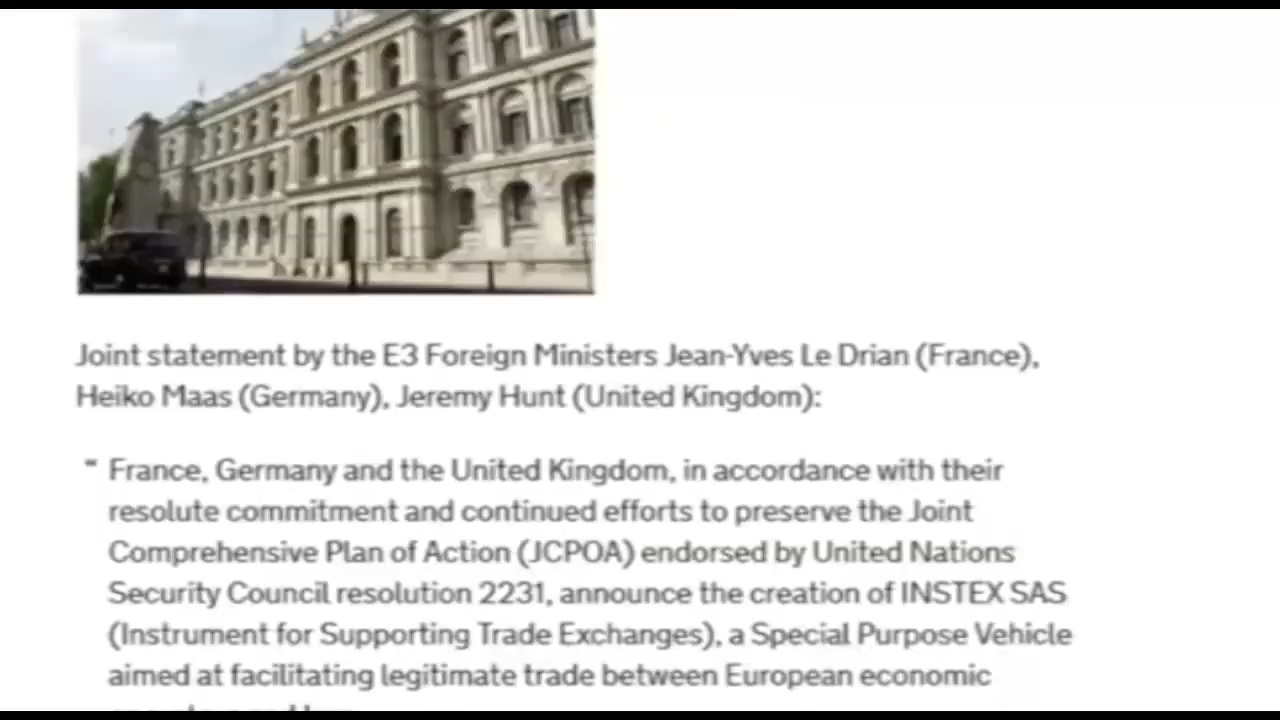 Joint statement by the E3 Foreign Ministers Jean-Yves Le Drian (France),
Heiko Maas (Germany), Jeremy Hunt (United Kingdom):
“ France, Germany and the United Kingdom, in accordance with their
resolute commitment and continued efforts to preserve the Joint
Comprehensive Plan of Action (JCPOA) endorsed by United Nations
Security Council resolution 2231, announce the creation of INSTEX SAS
(Instrument for Supporting Trade Exchanges), a Special Purpose Vehicle
aimed at facilitating legitimate trade between European economic